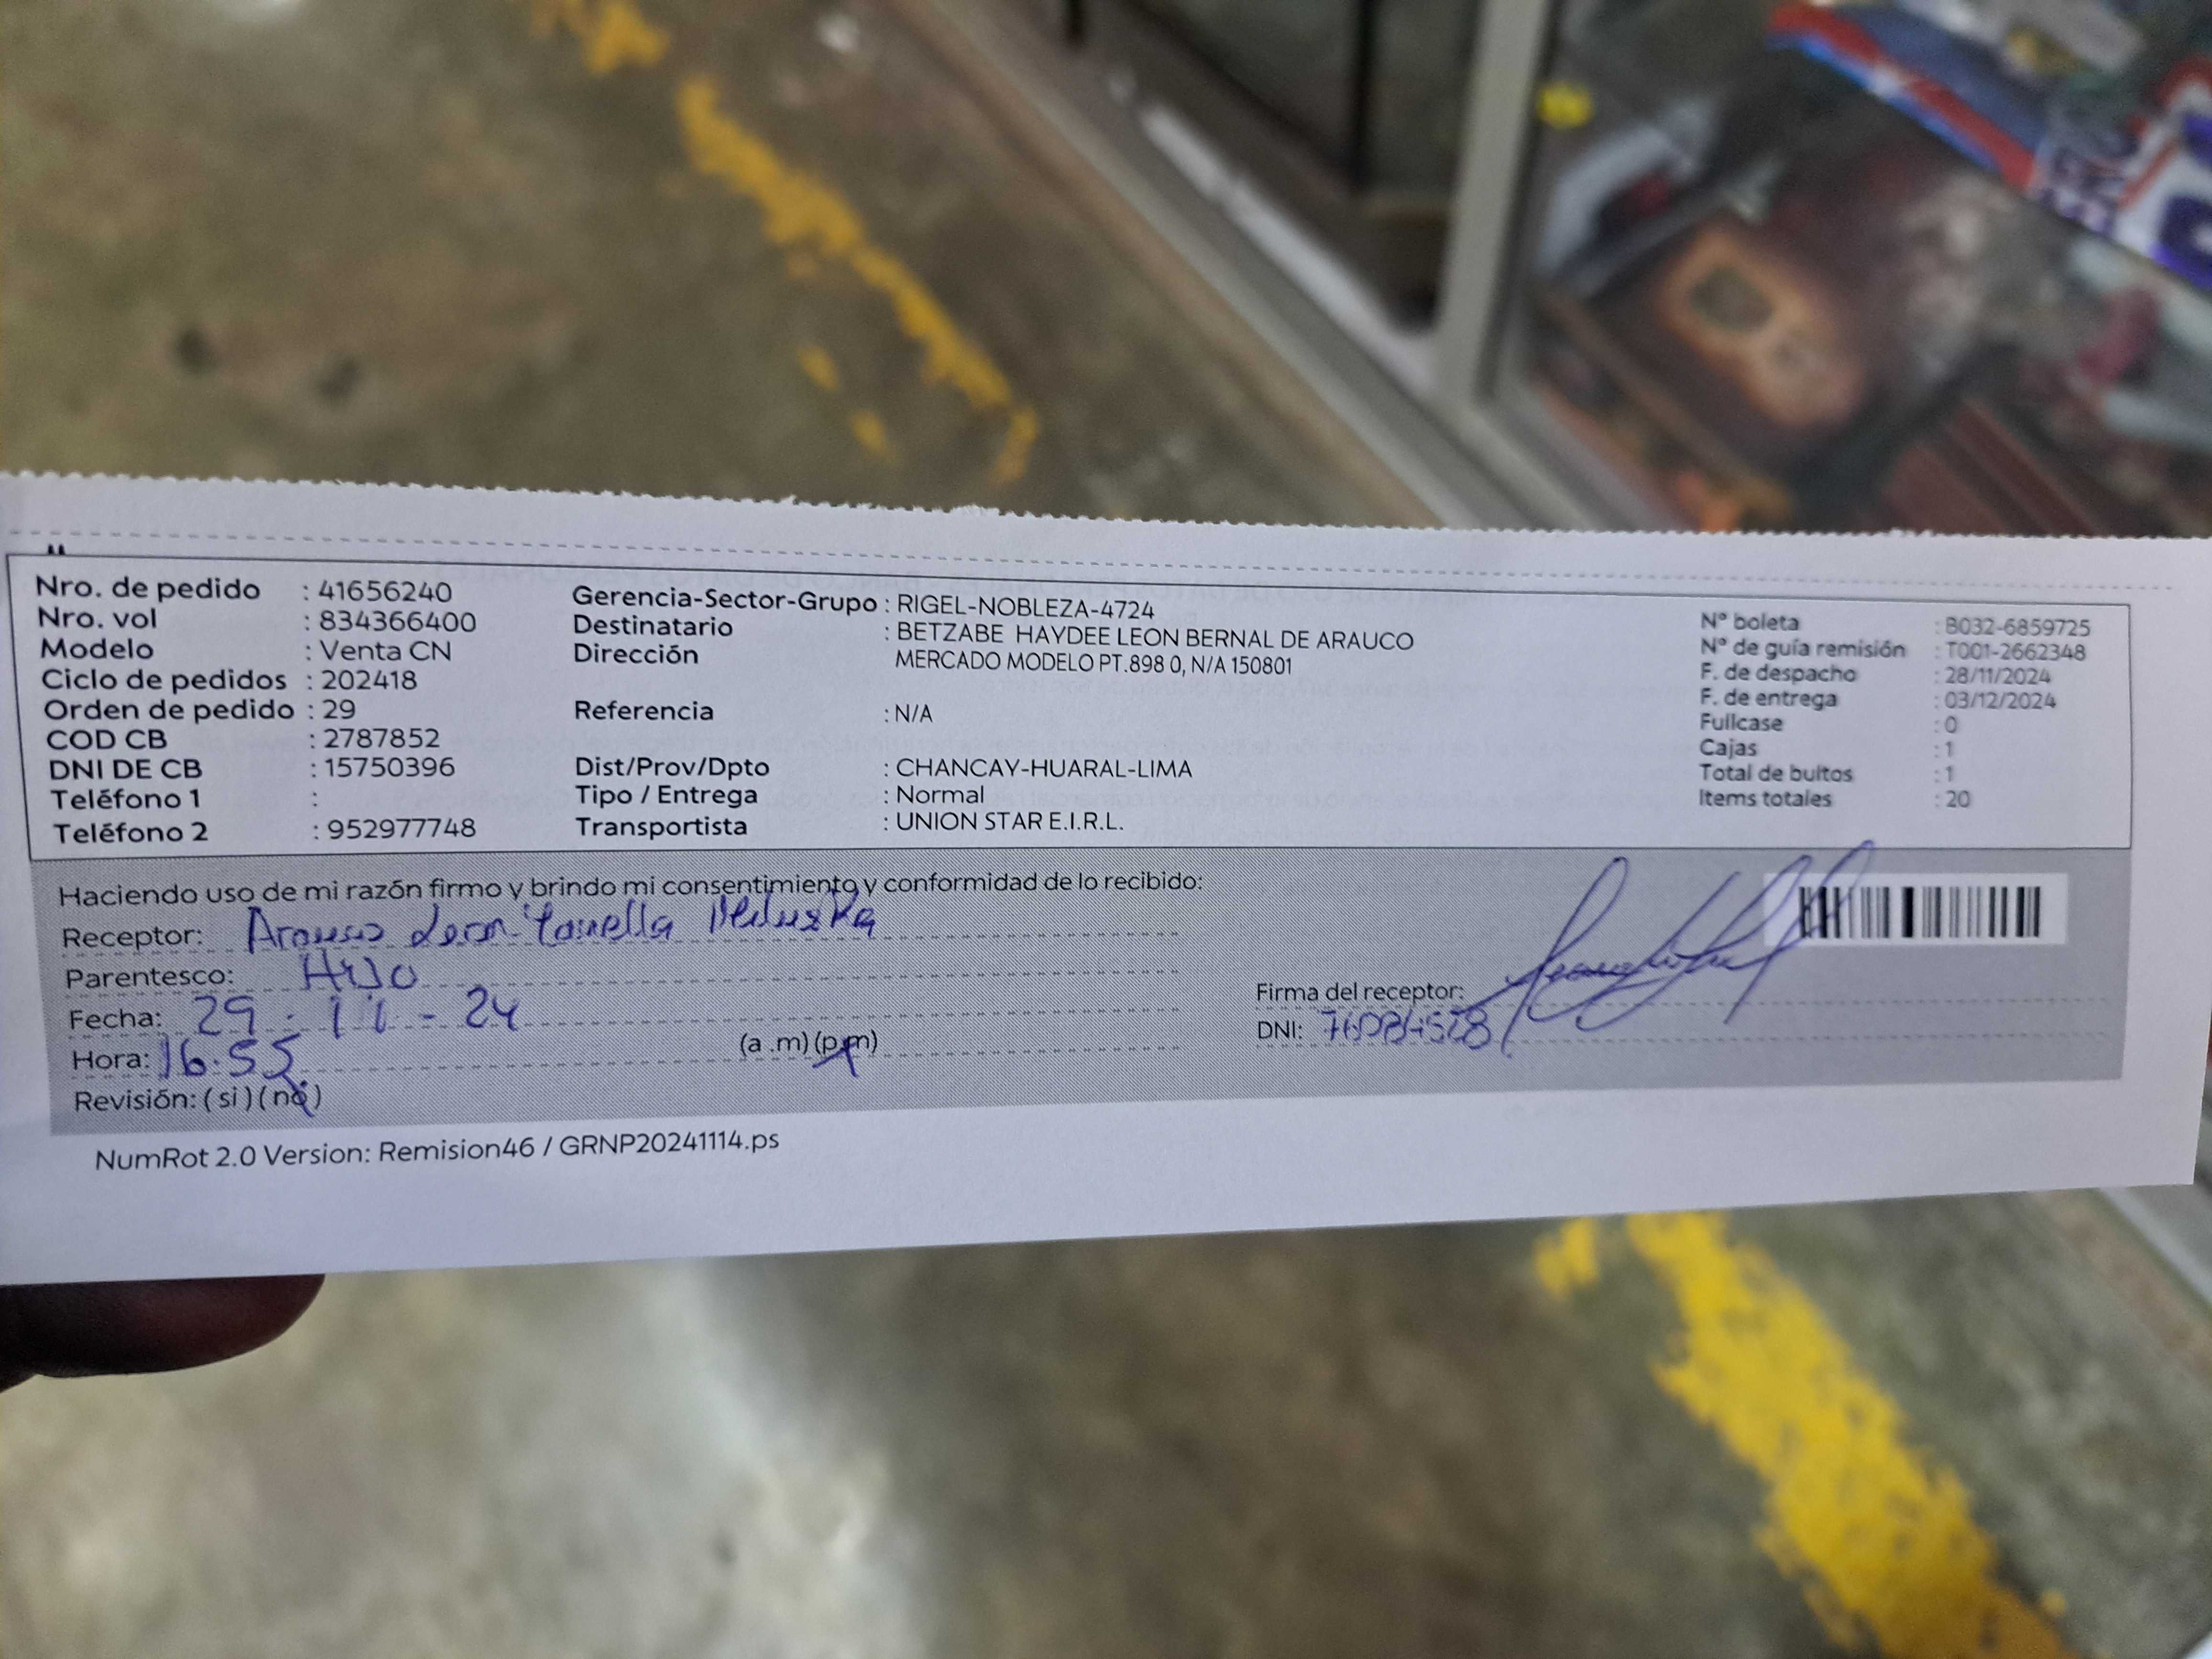 Nro. de pedido : 41656240
Nro. vol : 834366400
Modelo : Venta CN
Ciclo de pedidos : 202418
Orden de pedido : 29
COD CB : 2787852
DNI DE CB : 15750396
Teléfono 1 :
Teléfono 2 : 952977748
Gerencia-Sector-Grupo : RIGEL-NOBLEZA-4724
Destinatario : BETZABE HAYDEE LEON BERNAL DE ARAUCO
Dirección MERCADO MODELO PT.898 0, N/A 150801
Referencia : N/A
Dist/Prov/Dpto : CHANCAY-HUARAL-LIMA
Tipo / Entrega : Normal
Transportista : UNION STAR E.I.R.L.
N° boleta : B032-6859725
N° de guía remisión : T001-2662348
F. de despacho : 28/11/2024
F. de entrega : 03/12/2024
Fullcase : 0
Cajas : 1
Total de bultos : 1
Items totales : 20
Haciendo uso de mi razón firmo y brindo mi consentimiento y conformidad de lo recibido:
Receptor: Arauco Leon
Parentesco: Hijo
Fecha: 29 - 11 - 24
Hora: 16:55 (a .m) (p.m)
Revisión: ( si ) ( no )
Firma del receptor:
DNI:
NumRot 2.0 Version: Remision46 / GRNP20241114.ps